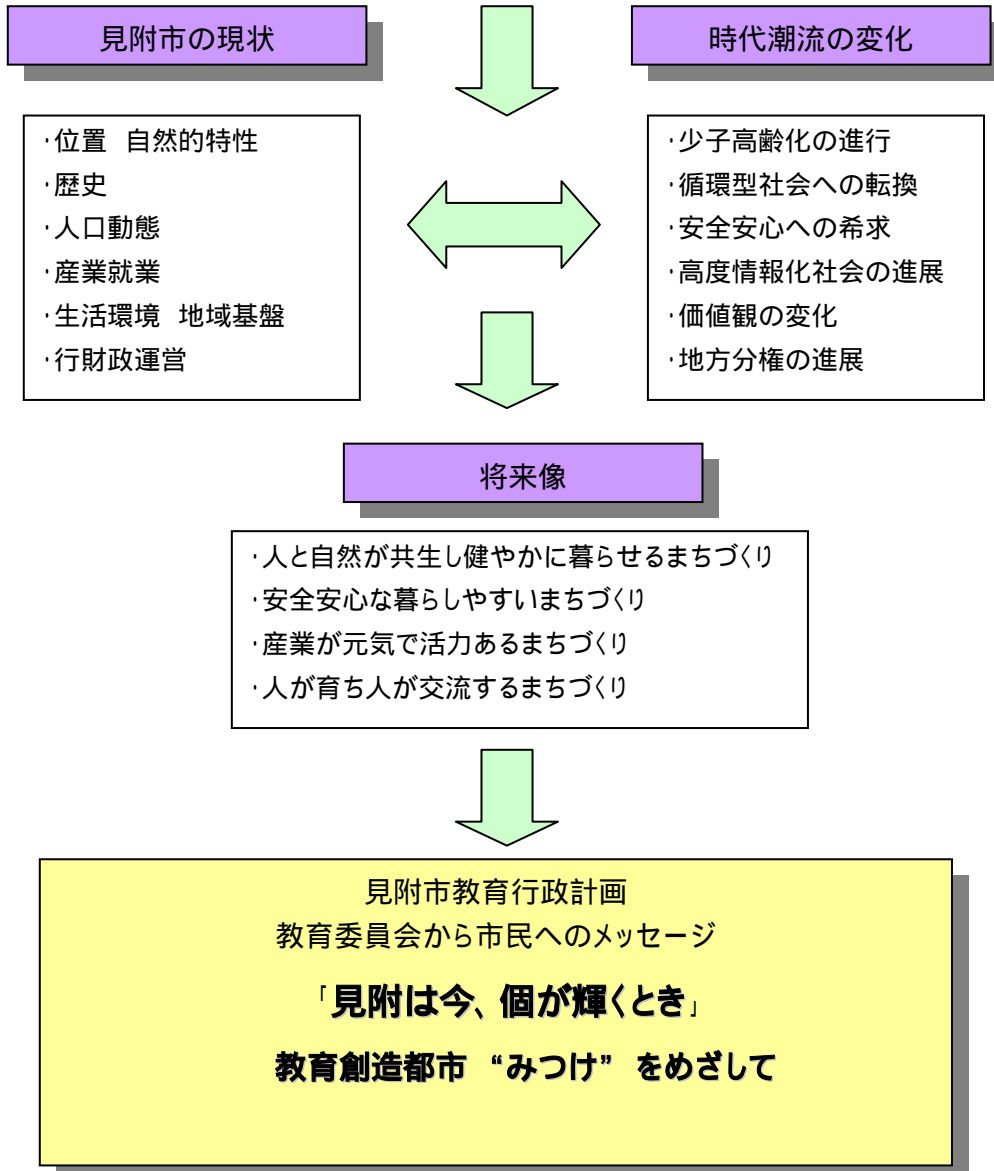 見附市の現状
・位置 自然的特性
・歴史
・人口動態
・産業就業
・生活環境 地域基盤
・行財政運営
時代潮流の変化
・少子高齢化の進行
・循環型社会への転換
・安全安心への希求
・高度情報化社会の進展
・価値観の変化
・地方分権の進展
将来像
・人と自然が共生し健やかに暮らせるまちづくり
・安全安心な暮らしやすいまちづくり
・産業が元気で活力あるまちづくり
・人が育ち人が交流するまちづくり
見附市教育行政計画
教育委員会から市民へのメッセージ
「見附は今、個が輝くとき」
教育創造都市 “みつけ” をめざして